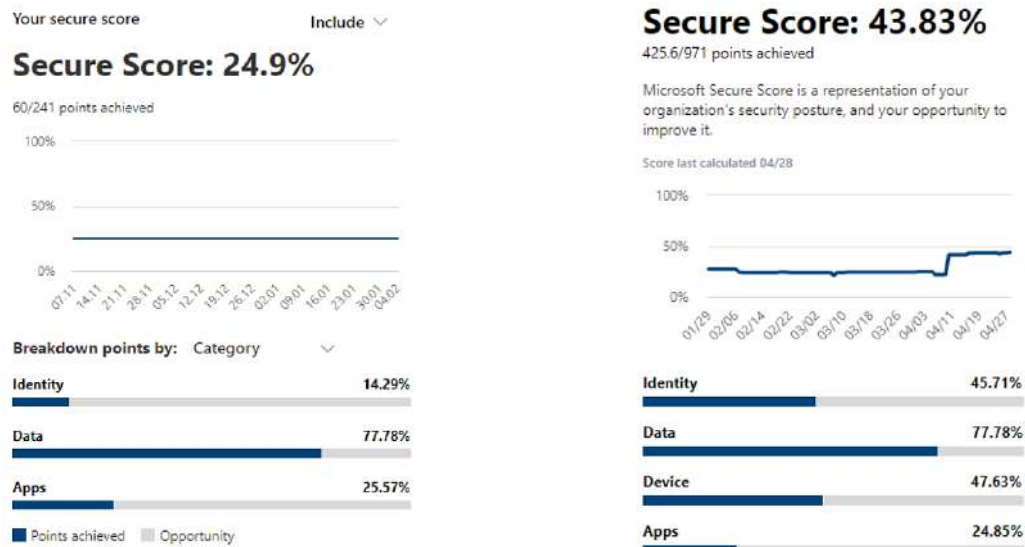 Your secure score
Include
Secure Score: 24.9%
60/241 points achieved
100%
50%
0%
07.11 14.11 21.11 28.11 05.12 12.12 19.12 26.12 02.01 09.01 16.01 23.01 30.01 04.02
Breakdown points by: Category
Identity 14.29%
Data 77.78%
Apps 25.57%
Points achieved Opportunity
Secure Score: 43.83%
425.6/971 points achieved
Microsoft Secure Score is a representation of your
organization's security posture, and your opportunity to
improve it.
Score last calculated 04/28
100%
50%
0%
01/29 02/06 02/14 02/22 03/02 03/10 03/18 03/26 04/03 04/11 04/19 04/27
Identity 45.71%
Data 77.78%
Device 47.63%
Apps 24.85%